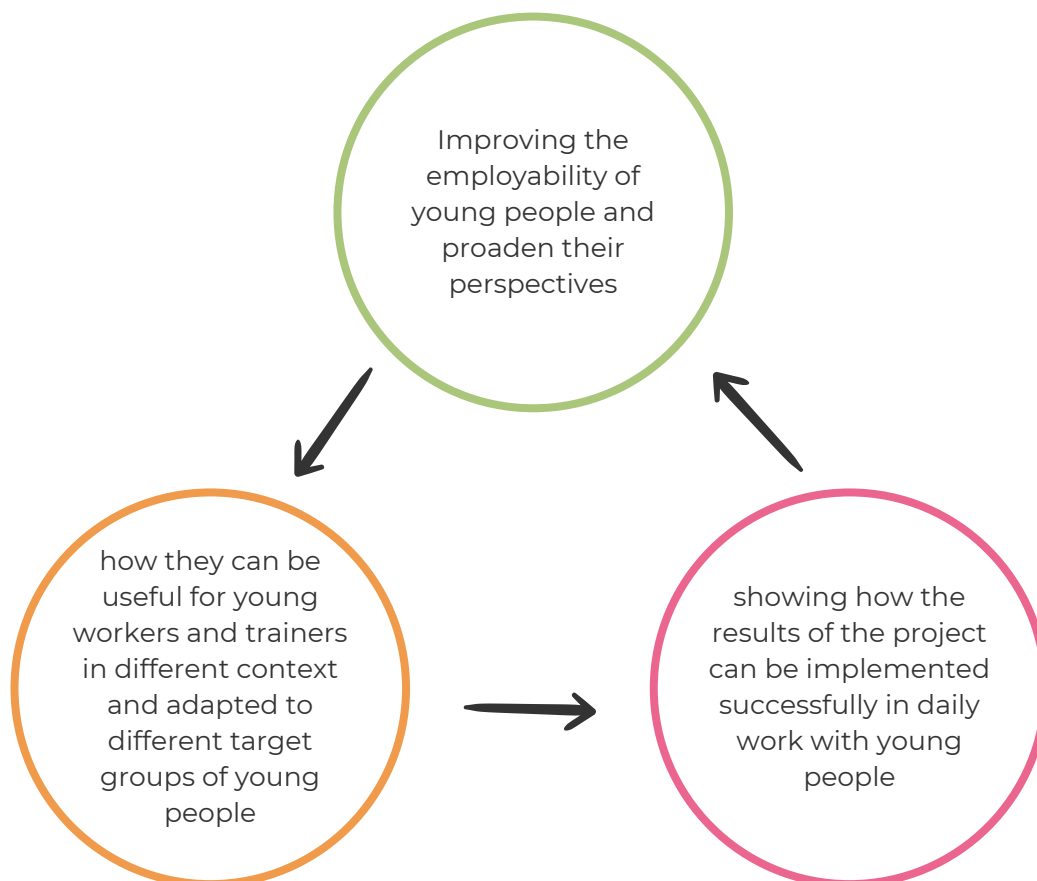 Improving the
employability of
young people and
proaden their
perspectives
how they can be
useful for young
workers and trainers
in different context
and adapted to
different target
groups of young
people
showing how the
results of the project
can be implemented
successfully in daily
work with young
people